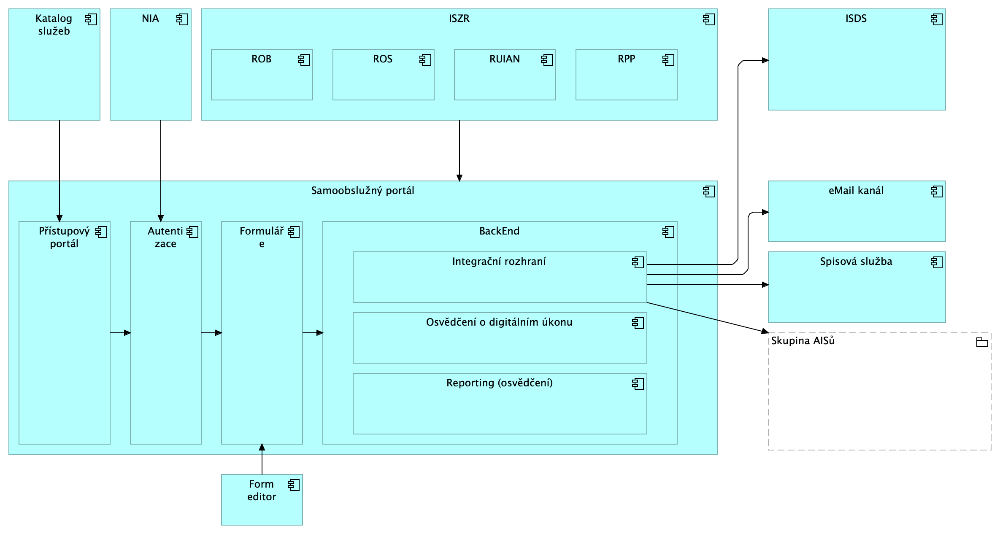 Katalog
služeb
NIA
ISZR
ISDS
ROB
ROS
RUIAN
RPP
Samoobslužný portál
eMail kanál
Přístupový
portál
Autenti
zace
Formulář
e
BackEnd
Integrační rozhraní
Spisová služba
Osvědčení o digitálním úkonu
Skupina AISů
Reporting (osvědčení)
Form
editor